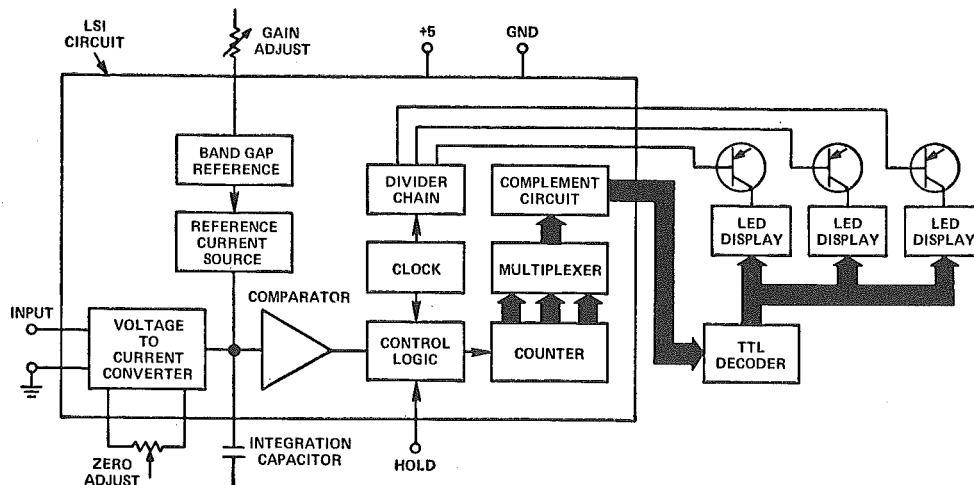 LSI
CIRCUIT
GAIN
ADJUST
+5
GND
BAND GAP
REFERENCE
DIVIDER
CHAIN
COMPLEMENT
CIRCUIT
LED
DISPLAY
LED
DISPLAY
LED
DISPLAY
REFERENCE
CURRENT
SOURCE
CLOCK
MULTIPLEXER
INPUT
VOLTAGE
TO
CURRENT
CONVERTER
COMPARATOR
CONTROL
LOGIC
COUNTER
TTL
DECODER
ZERO
ADJUST
INTEGRATION
CAPACITOR
HOLD